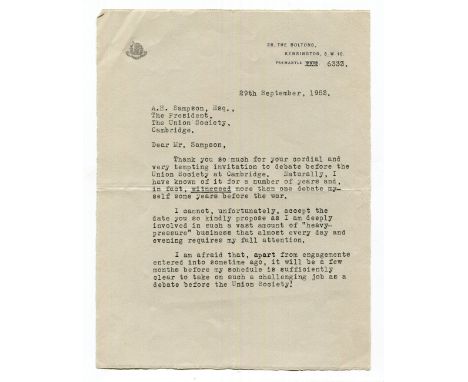 28, THE BOLTONS,
KENSINGTON, S.W.10.
FREMANTLE 6333.
29th September, 1952.
A.S. Sampson, Esq.,
The President,
The Union Society,
Cambridge.
Dear Mr. Sampson,
Thank you so much for your cordial and
very tempting invitation to debate before the
Union Society at Cambridge. Naturally, I
have known of it for a number of years and,
in fact, witnessed more than one debate my-
self some years before the war.
I cannot, unfortunately, accept the
date you so kindly propose as I am deeply
involved in such a vast amount of "heavy-
pressure" business that almost every day and
evening requires my full attention.
I am afraid that, apart from engagements
entered into sometime ago, it will be a few
months before my schedule is sufficiently
clear to take on such a challenging job as a
debate before the Union Society!